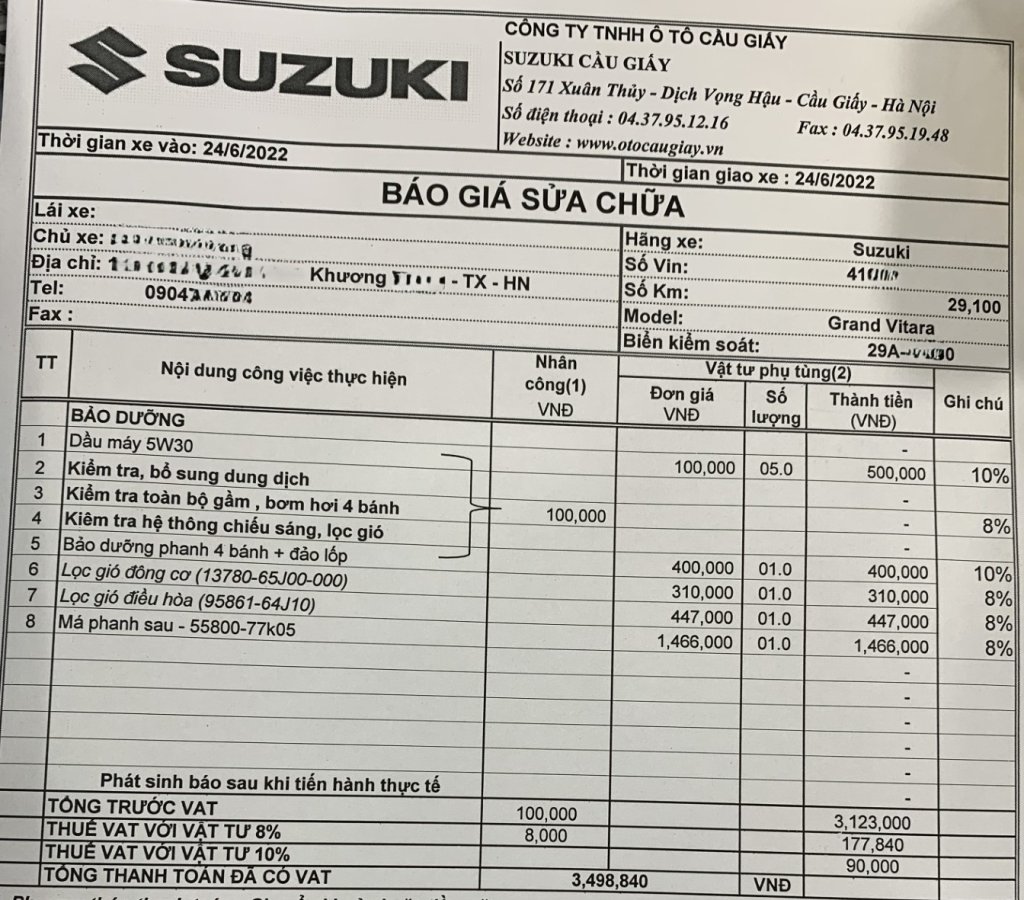 SUZUKI
CÔNG TY TNHH Ô TÔ CẦU GIẤY
SUZUKI CẦU GIẤY
Số 171 Xuân Thủy - Dịch Vọng Hậu - Cầu Giấy - Hà Nội
Số điện thoại : 04.37.95.12.16 Fax : 04.37.95.19.48
Website : www.otocaugiay.vn
Thời gian xe vào: 24/6/2022
Thời gian giao xe : 24/6/2022
BÁO GIÁ SỬA CHỮA
Lái xe:
Chủ xe:
Địa chỉ: Khương - TX - HN
Tel:
Fax :
Hãng xe: Suzuki
Số Vin:
Số Km: 29,100
Model: Grand Vitara
Biển kiểm soát:
TT Nội dung công việc thực hiện Nhân công(1) VNĐ Vật tư phụ tùng(2) Đơn giá VNĐ Số lượng Thành tiền (VNĐ) Ghi chú
BẢO DƯỠNG -
1 Dầu máy 5W30 100,000 05.0 500,000 10%
2 Kiểm tra, bổ sung dung dịch -
3 Kiểm tra toàn bộ gầm , bơm hơi 4 bánh 100,000 - 8%
4 Kiêm tra hệ thông chiếu sáng, lọc gió -
5 Bảo dưỡng phanh 4 bánh + đảo lốp 400,000 01.0 400,000 10%
6 Lọc gió đông cơ (13780-65J00-000) 310,000 01.0 310,000 8%
7 Lọc gió điều hòa (95861-64J10) 447,000 01.0 447,000 8%
8 Má phanh sau - 55800-77k05 1,466,000 01.0 1,466,000 8%
-
-
-
-
-
Phát sinh báo sau khi tiến hành thực tế -
TỔNG TRƯỚC VAT 100,000 3,123,000
THUẾ VAT VỚI VẬT TƯ 8% 8,000 177,840
THUẾ VAT VỚI VẬT TƯ 10% 90,000
TỔNG THANH TOÁN ĐÃ CÓ VAT 3,498,840 VNĐ